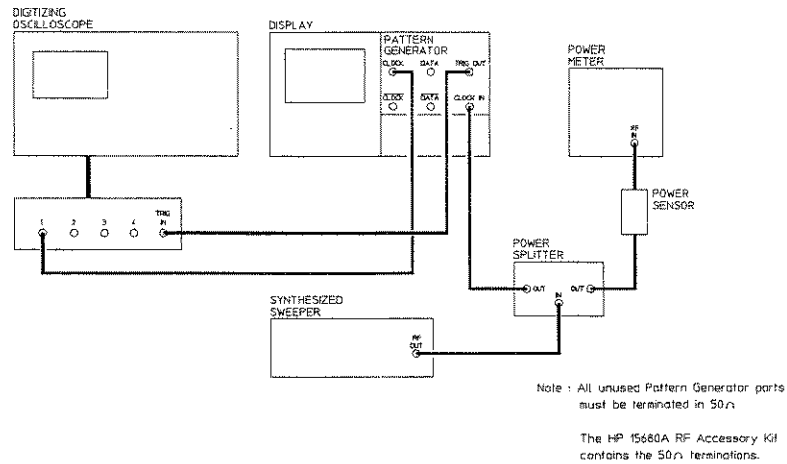 DIGITIZING
OSCILLOSCOPE
DISPLAY
PATTERN
GENERATOR
CLOCK DATA TRIG OUT
CLOCK DATA CLOCK IN
POWER
METER
RF
IN
POWER
SENSOR
TRIG
IN
1 2 3 4
POWER
SPLITTER
OUT IN OUT
SYNTHESIZED
SWEEPER
RF
OUT
Note : All unused Pattern Generator ports
must be terminated in 50Ω
The HP 15680A RF Accessory Kit
contains the 50Ω terminations.